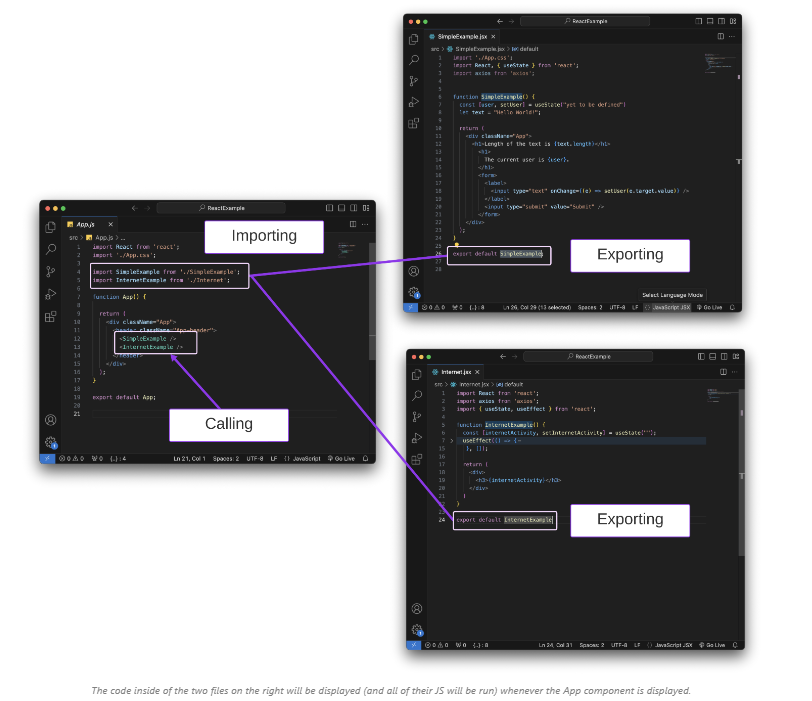 ReactExample
SimpleExample.jsx
src > SimpleExample.jsx > default
1 import './App.css';
2 import React, { useState } from 'react';
3 import axios from 'axios';
4
5
6 function SimpleExample() {
7 const [user, setUser] = useState("yet to be defined")
8 let text = "Hello World!";
9
10 return (
11 <div className="App">
12 <h1>Length of the text is {text.length}</h1>
13 <h1>
14 The current user is {user}.
15 </h1>
16 <form>
17 <label>
18 <input type="text" onChange={(e) => setUser(e.target.value)} />
19 </label>
20 <input type="submit" value="Submit" />
21 </form>
22 </div>
23 );
24 }
25
26 export default SimpleExample;
27
28
Exporting
Select Language Mode
0 0 0 : 8 Ln 26, Col 29 (13 selected) Spaces: 2 UTF-8 LF JavaScript JSX Go Live
ReactExample
App.js
src > App.js > ...
1 import React from 'react';
2 import './App.css';
3
4 import SimpleExample from './SimpleExample';
5 import InternetExample from './Internet';
6
7 function App() {
8
9 return (
10 <div className="App">
11 <header className="App-header">
12 <SimpleExample />
13 <InternetExample />
14 </header>
15 </div>
16 );
17 }
18
19 export default App;
20
21
Importing
Calling
0 0 0 {..} : 4 Ln 21, Col 1 Spaces: 2 UTF-8 LF JavaScript Go Live
ReactExample
Internet.jsx
src > Internet.jsx > default
1 import React from 'react';
2 import axios from 'axios';
3 import { useState, useEffect } from 'react';
4
5 function InternetExample() {
6 const [internetActivity, setInternetActivity] = useState("");
7 useEffect(() => {…
15 }, []);
16
17 return (
18 <div>
19 <h3>{internetActivity}</h3>
20 </div>
21 )
22 }
23
24 export default InternetExample
Exporting
0 0 0 {..} : 8 Ln 24, Col 31 Spaces: 2 UTF-8 LF JavaScript JSX Go Live
The code inside of the two files on the right will be displayed (and all of their JS will be run) whenever the App component is displayed.